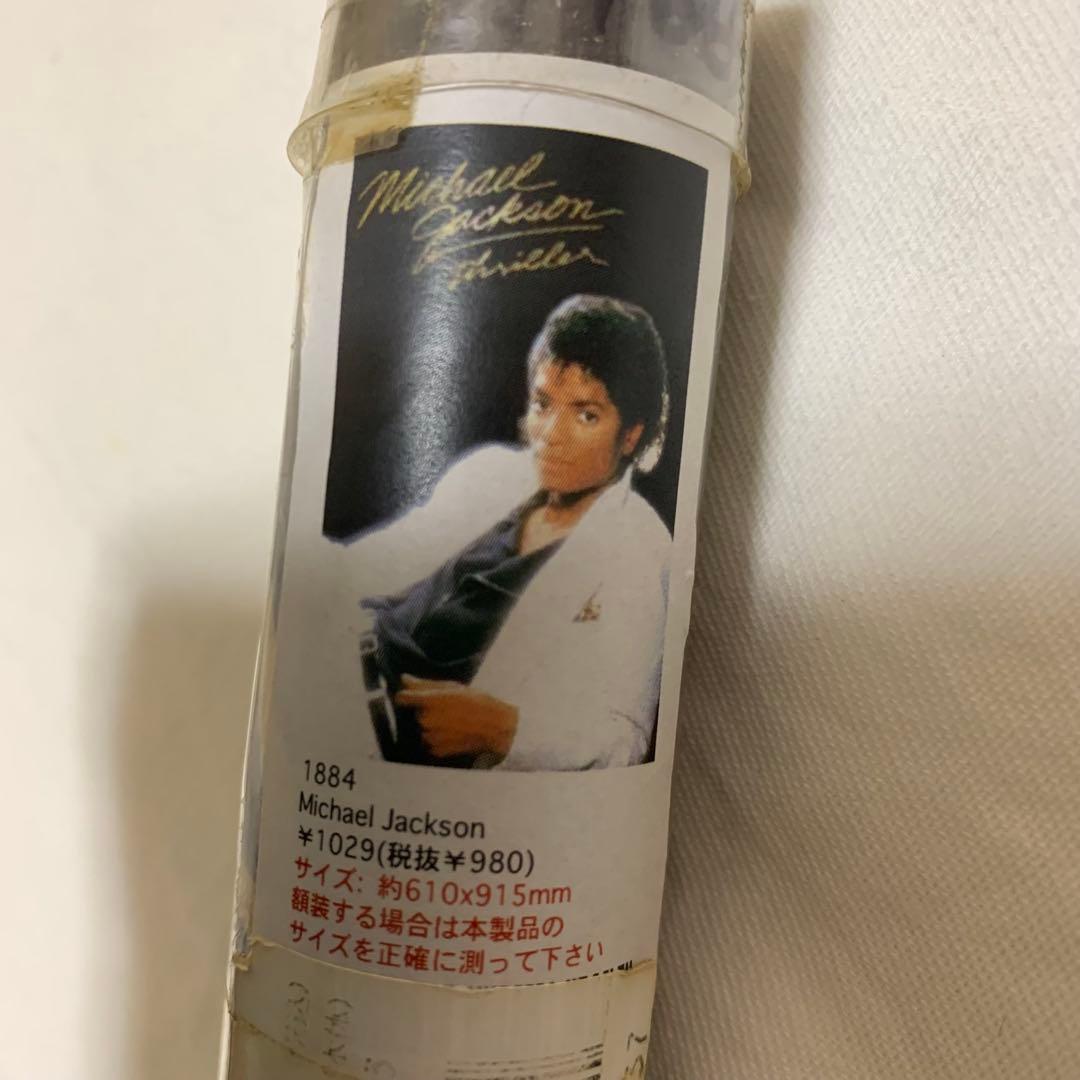 Michael
Jackson
Thriller
1884
Michael Jackson
¥1029(税抜¥980)
サイズ: 約610x915mm
額装する場合は本製品の
サイズを正確に測って下さい